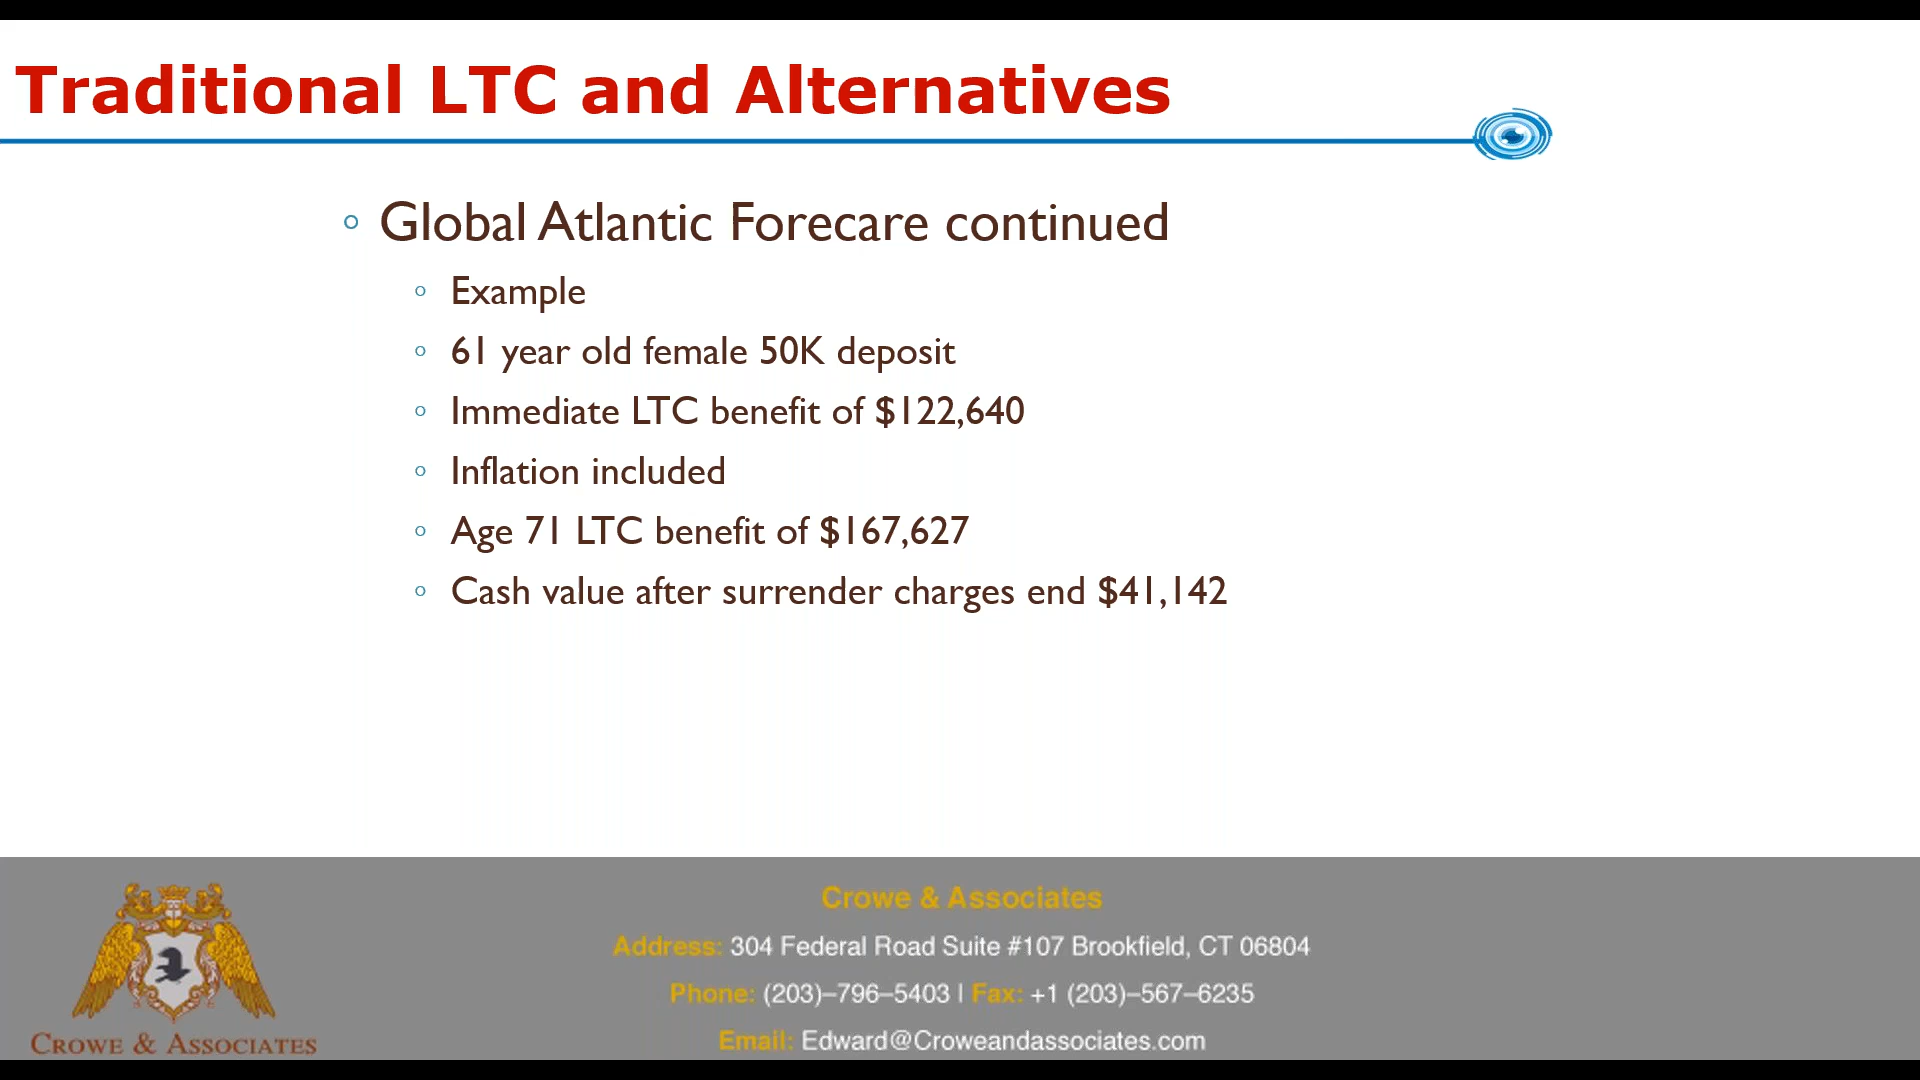 Traditional LTC and Alternatives
Global Atlantic Forecare continued
Example
61 year old female 50K deposit
Immediate LTC benefit of $122,640
Inflation included
Age 71 LTC benefit of $167,627
Cash value after surrender charges end $41,142
Crowe & Associates
Address: 304 Federal Road Suite #107 Brookfield, CT 06804
Phone: (203)–796–5403 | Fax: +1 (203)–567–6235
Email: Edward@Croweandassociates.com
Crowe & Associates